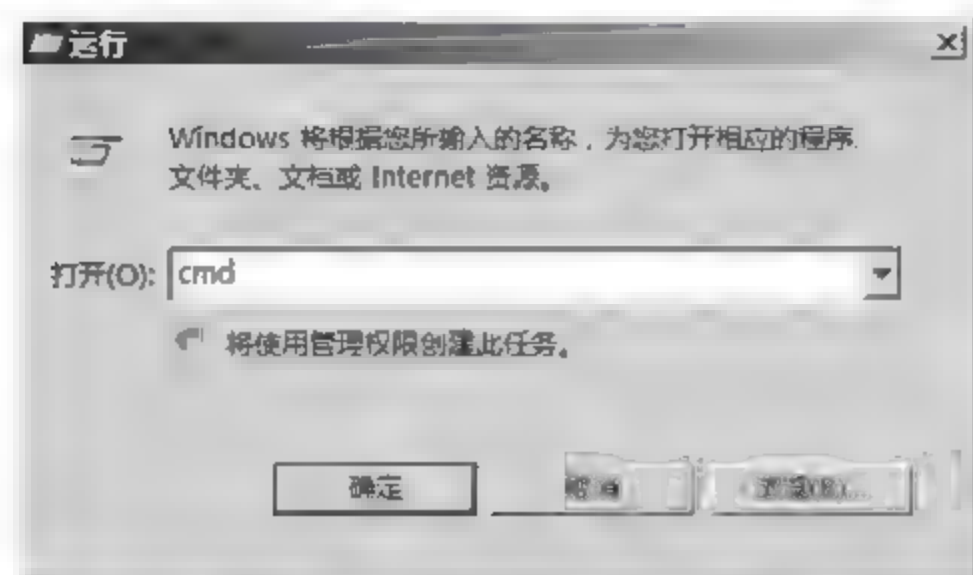 运行
Windows 将根据您所输入的名称，为您打开相应的程序
文件夹、文档或 Internet 资源。
打开(O): cmd
将使用管理权限创建此任务。
确定